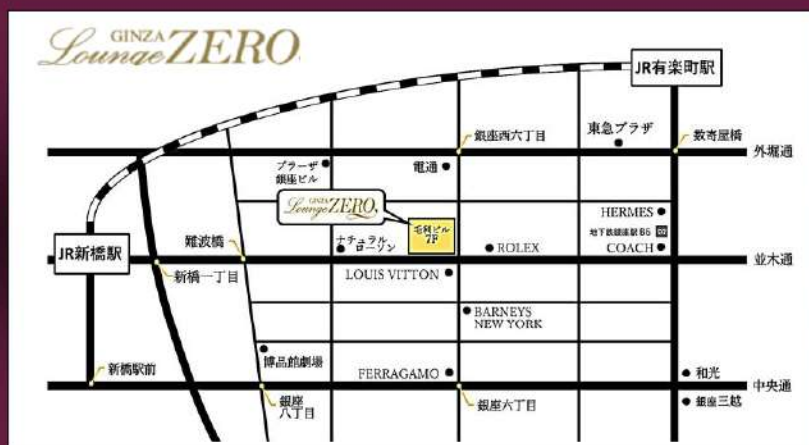 GINZA
Lounge ZERO
JR有楽町駅
銀座西六丁目
東急プラザ
数寄屋橋
外堀通
ブラーザ
銀座ビル
電通
GINZA
Lounge ZERO
毛利ビル
7F
HERMES
地下鉄銀座駅B6
COACH
JR新橋駅
難波橋
ナチュラル
ローソン
ROLEX
並木通
新橋一丁目
LOUIS VITTON
BARNEYS
NEW YORK
博品館劇場
新橋駅前
FERRAGAMO
和光
中央通
銀座
八丁目
銀座六丁目
銀座三越